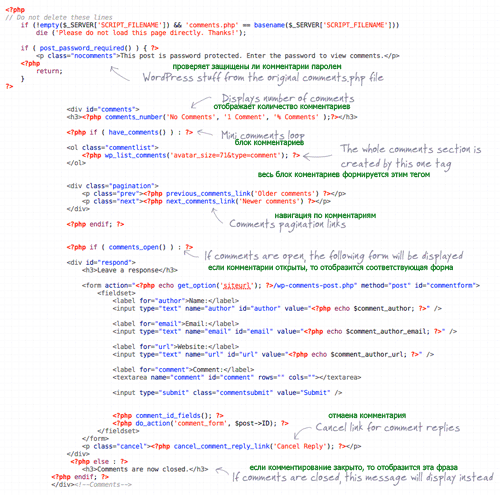 <?php
// Do not delete these lines
if (!empty($_SERVER['SCRIPT_FILENAME']) && 'comments.php' == basename($_SERVER['SCRIPT_FILENAME']))
die ('Please do not load this page directly. Thanks!');
if ( post_password_required() ) { ?>
<p class="nocomments">This post is password protected. Enter the password to view comments.</p>
<?php
проверяет защищены ли комментарии паролем
return;
WordPress stuff from the original comments.php file
}
?>
Displays number of comments
<div id="comments">
отображает количество комментариев
<h3><?php comments_number('No Comments', '1 Comment', '% Comments' );?></h3>
<?php if ( have_comments() ) : ?>
Mini comments loop
блок комментариев
<ol class="commentlist">
<?php wp_list_comments('avatar_size=71&type=comment'); ?>
</ol>
The whole comments section is
created by this one tag
весь блок коментариев формируется этим тегом
<div class="pagination">
<p class="prev"><?php previous_comments_link('Older comments') ?></p>
<p class="next"><?php next_comments_link('Newer comments') ?></p>
</div>
навигация по комментариям
Comments pagination links
<?php endif; ?>
<?php if ( comments_open() ) : ?>
If comments are open, the following form will be displayed
<div id="respond">
если комментарии открыты, то отобразится соответствующая форма
<h3>Leave a response</h3>
<form action="<?php echo get_option('siteurl'); ?>/wp-comments-post.php" method="post" id="commentform">
<fieldset>
<label for="author">Name:</label>
<input type="text" name="author" id="author" value="<?php echo $comment_author; ?>" />
<label for="email">Email:</label>
<input type="text" name="email" id="email" value="<?php echo $comment_author_email; ?>" />
<label for="url">Website:</label>
<input type="text" name="url" id="url" value="<?php echo $comment_author_url; ?>" />
<label for="comment">Comment:</label>
<textarea name="comment" id="comment" rows="" cols=""></textarea>
<input type="submit" class="commentsubmit" value="Submit" />
<?php comment_id_fields(); ?>
отмаена комментария
<?php do_action('comment_form', $post->ID); ?>
</fieldset>
Cancel link for comment replies
</form>
<p class="cancel"><?php cancel_comment_reply_link('Cancel Reply'); ?></p>
</div>
<?php else : ?>
если комментирование закрыто, то отобразится эта фраза
<h3>Comments are now closed.</h3>
If comments are closed, this message will display instead
<?php endif; ?>
</div><!--Comments-->